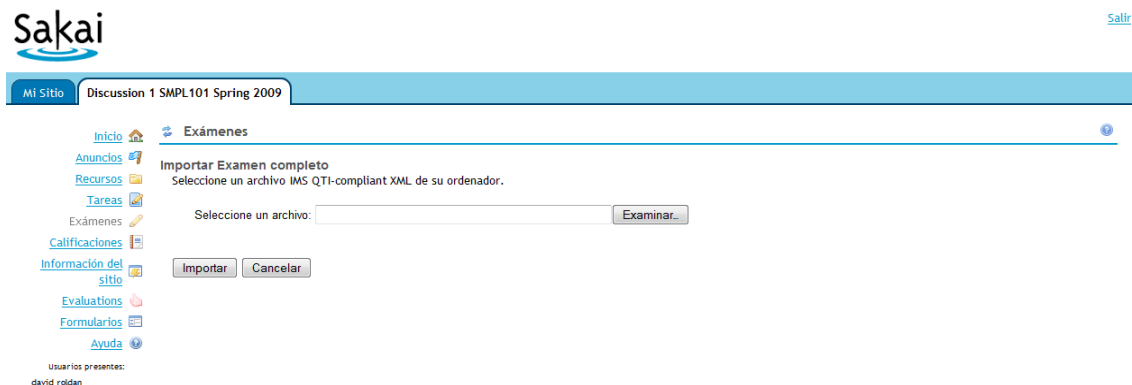 Sakai
Salir
Mi Sitio
Discussion 1 SMPL101 Spring 2009
Inicio
Anuncios
Recursos
Tareas
Exámenes
Calificaciones
Información del
sitio
Evaluations
Formularios
Ayuda
Usuarios presentes:
david roldan
Exámenes
Importar Examen completo
Seleccione un archivo IMS QTI-compliant XML de su ordenador.
Seleccione un archivo: Examinar...
Importar Cancelar